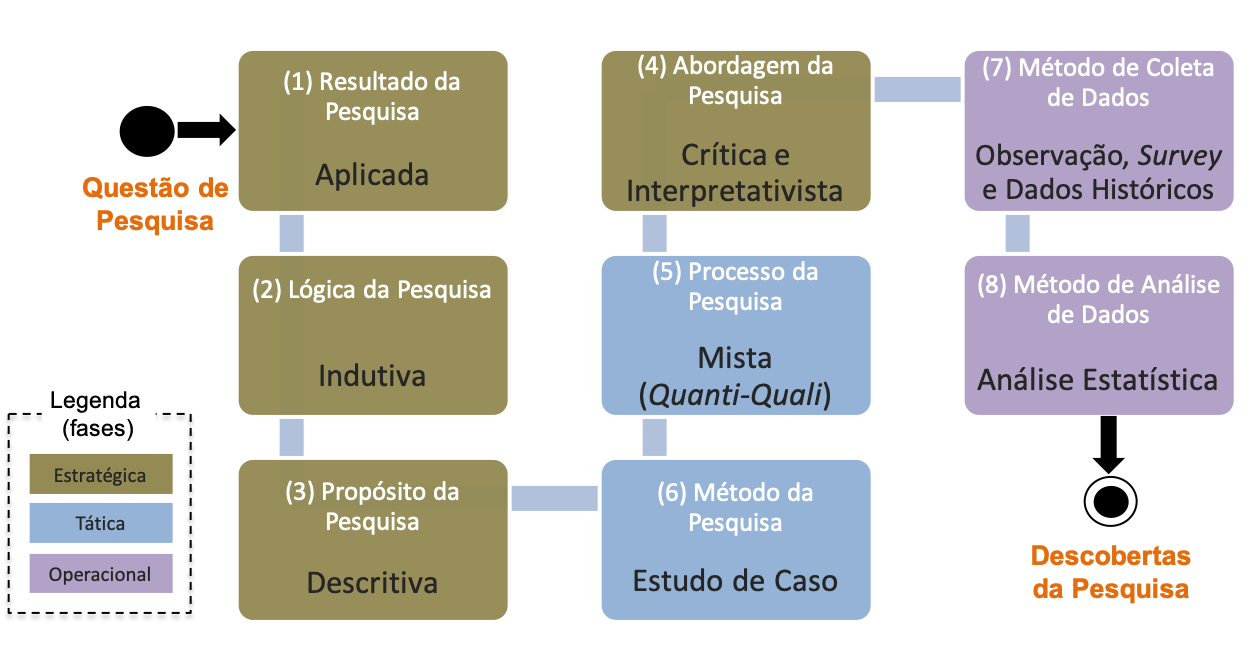 Questão de
Pesquisa
(1) Resultado da
Pesquisa
Aplicada
(2) Lógica da Pesquisa
Indutiva
(3) Propósito da
Pesquisa
Descritiva
(4) Abordagem da
Pesquisa
Crítica e
Interpretativista
(5) Processo da
Pesquisa
Mista
(Quanti-Quali)
(6) Método da
Pesquisa
Estudo de Caso
(7) Método de Coleta
de Dados
Observação, Survey
e Dados Históricos
(8) Método de Análise
de Dados
Análise Estatística
Descobertas
da Pesquisa
Legenda
(fases)
Estratégica
Tática
Operacional